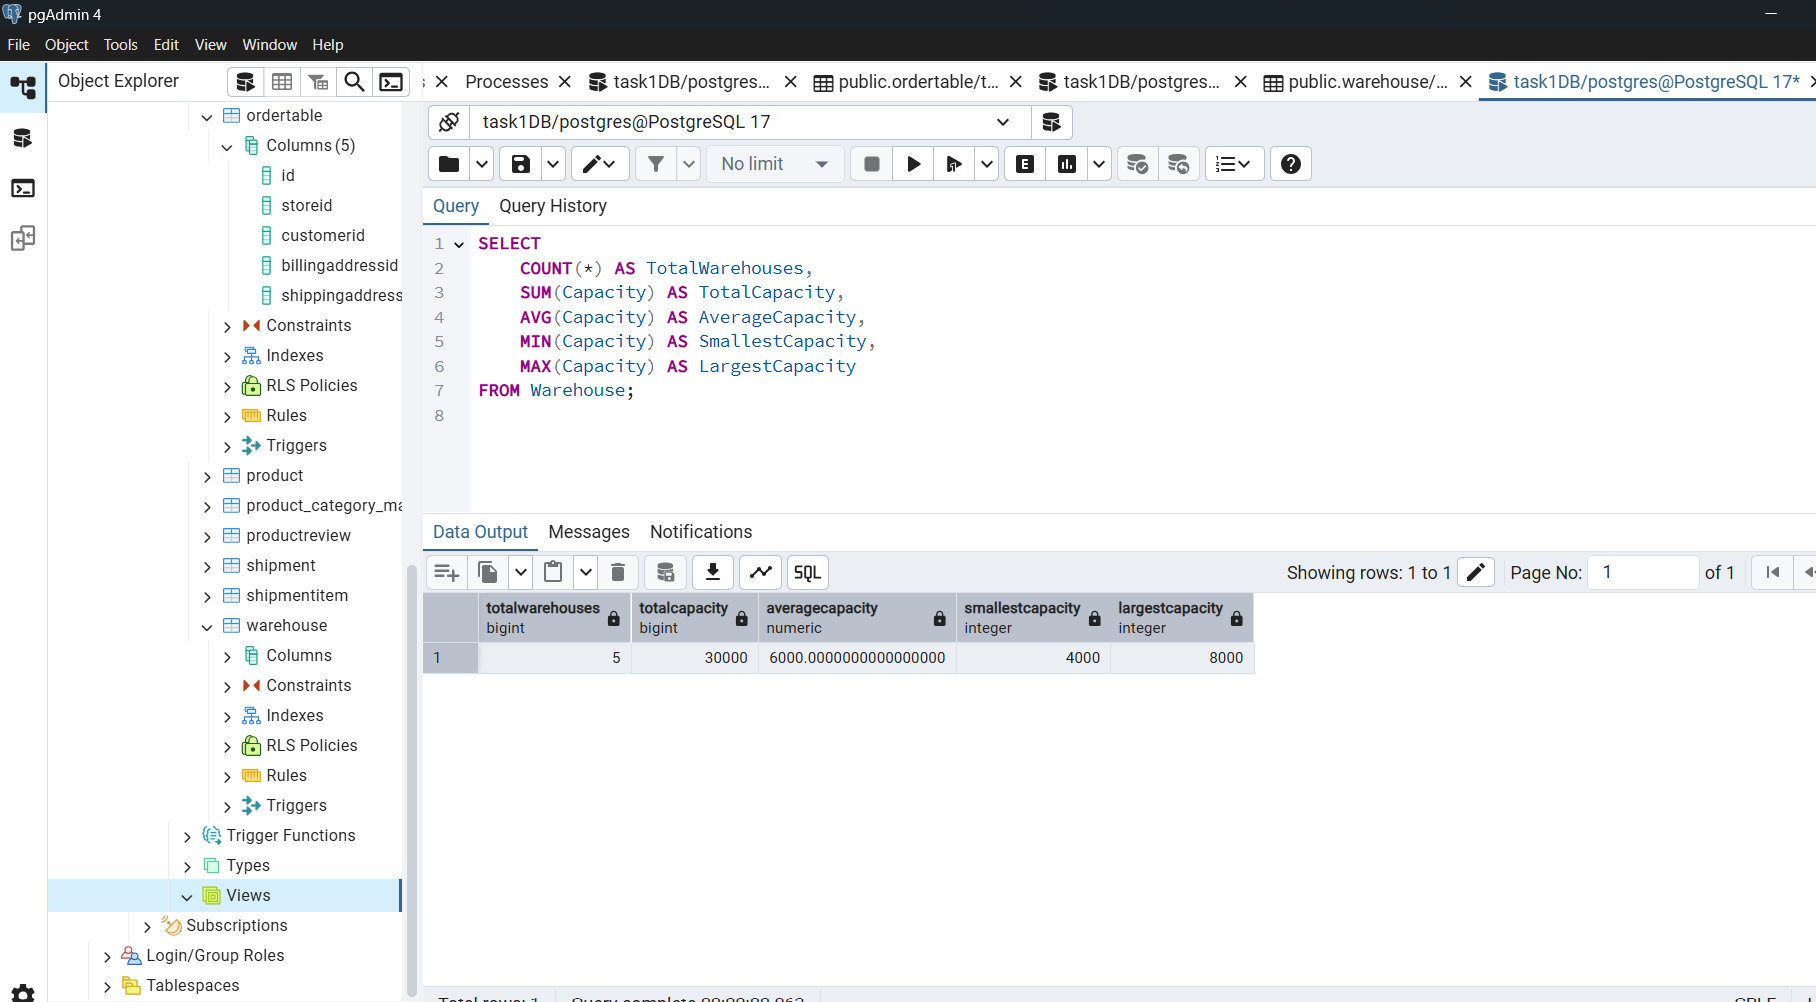 pgAdmin 4
File Object Tools Edit View Window Help
Object Explorer
Processes task1DB/postgres... public.ordertable/t... task1DB/postgres... public.warehouse/... task1DB/postgres@PostgreSQL 17*
ordertable
Columns (5)
id
storeid
customerid
billingaddressid
shippingaddress
Constraints
Indexes
RLS Policies
Rules
Triggers
product
product_category_ma
productreview
shipment
shipmentitem
warehouse
Columns
Constraints
Indexes
RLS Policies
Rules
Triggers
Trigger Functions
Types
Views
Subscriptions
Login/Group Roles
Tablespaces
task1DB/postgres@PostgreSQL 17
No limit E
Query Query History
1 SELECT
2 COUNT(*) AS TotalWarehouses,
3 SUM(Capacity) AS TotalCapacity,
4 AVG(Capacity) AS AverageCapacity,
5 MIN(Capacity) AS SmallestCapacity,
6 MAX(Capacity) AS LargestCapacity
7 FROM Warehouse;
8
Data Output Messages Notifications
SQL Showing rows: 1 to 1 Page No: 1 of 1
totalwarehouses totalcapacity averagecapacity smallestcapacity largestcapacity
bigint bigint numeric integer integer
1 5 30000 6000.0000000000000000 4000 8000
Total rows: 1 Query complete